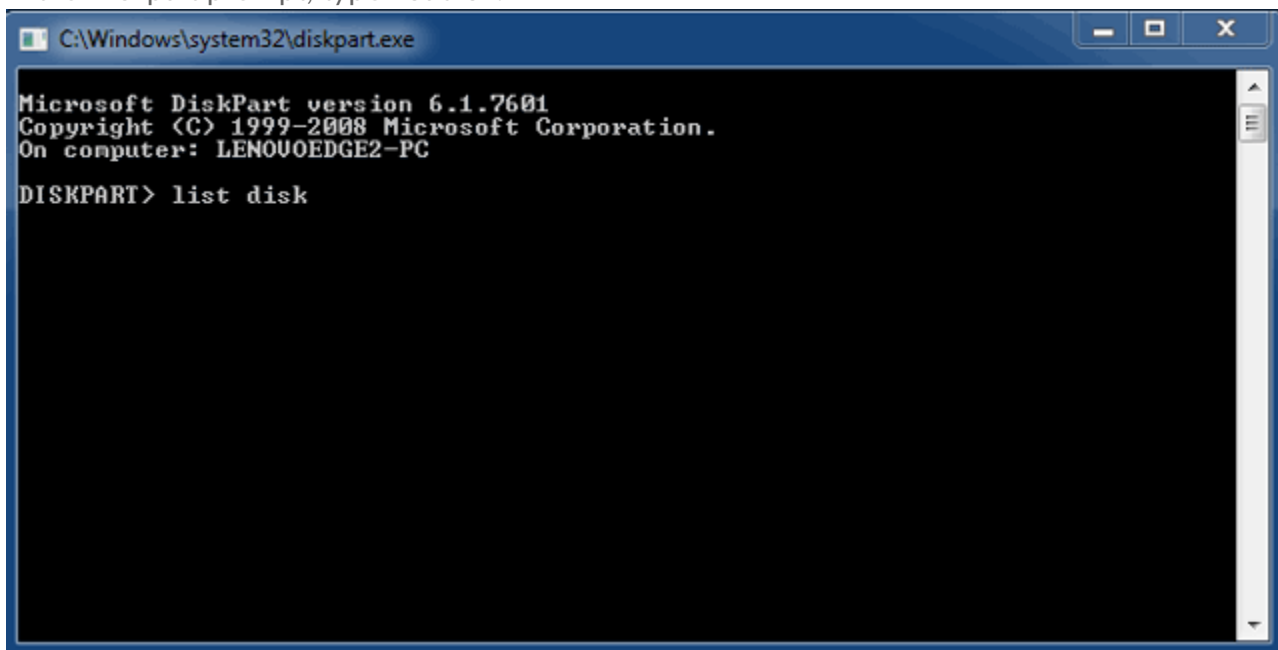 C:\Windows\system32\diskpart.exe
Microsoft DiskPart version 6.1.7601
Copyright (C) 1999-2008 Microsoft Corporation.
On computer: LENOVOEDGE2-PC
DISKPART> list disk